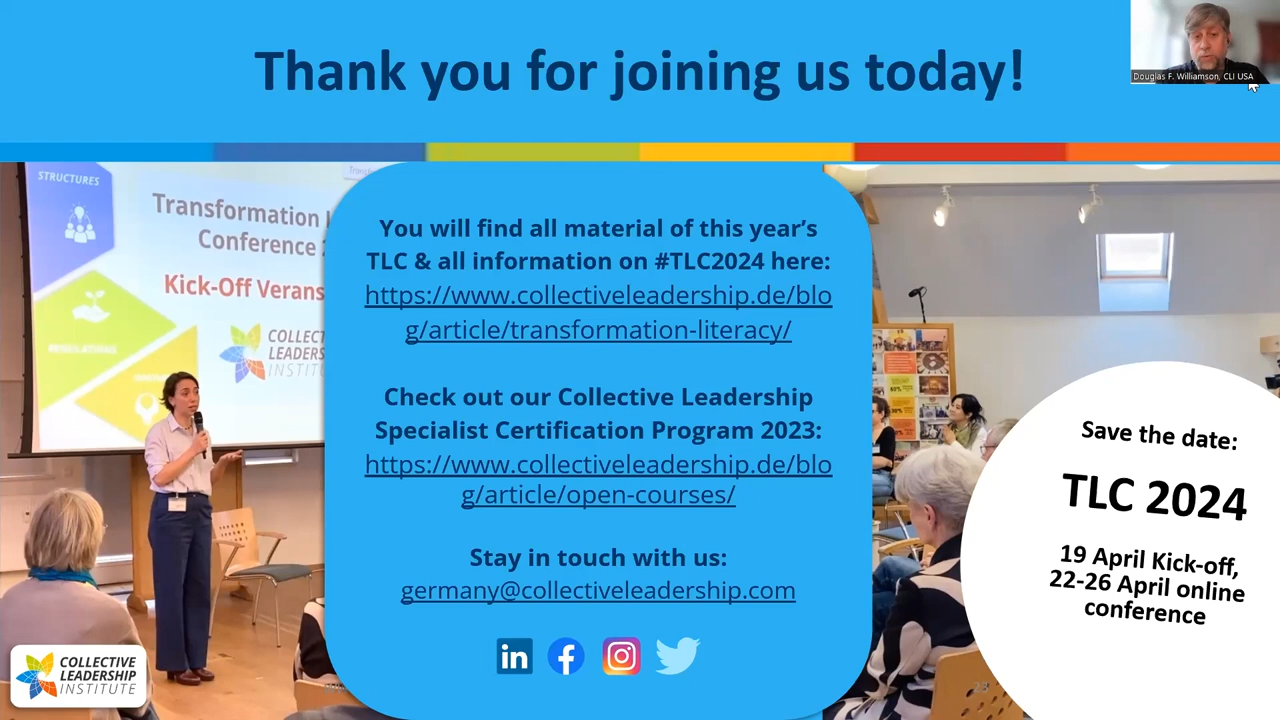 Thank you for joining us today!
Douglas F. Williamson, CLI USA
STRUCTURES
Transformation
Conference
Kick-Off Verans
COLLECT
LEADERS
INSTITU
You will find all material of this year’s
TLC & all information on #TLC2024 here:
https://www.collectiveleadership.de/blo
g/article/transformation-literacy/
Check out our Collective Leadership
Specialist Certification Program 2023:
https://www.collectiveleadership.de/blo
g/article/open-courses/
Stay in touch with us:
germany@collectiveleadership.com
in
Save the date:
TLC 2024
19 April Kick-off,
22-26 April online
conference
COLLECTIVE
LEADERSHIP
INSTITUTE